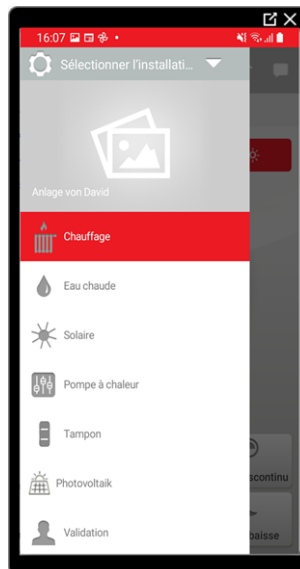 16:07
Sélectionner l'installati...
Anlage von David
Chauffage
Eau chaude
Solaire
Pompe à chaleur
Tampon
scontinu
Photovoltaik
Validation
baisse